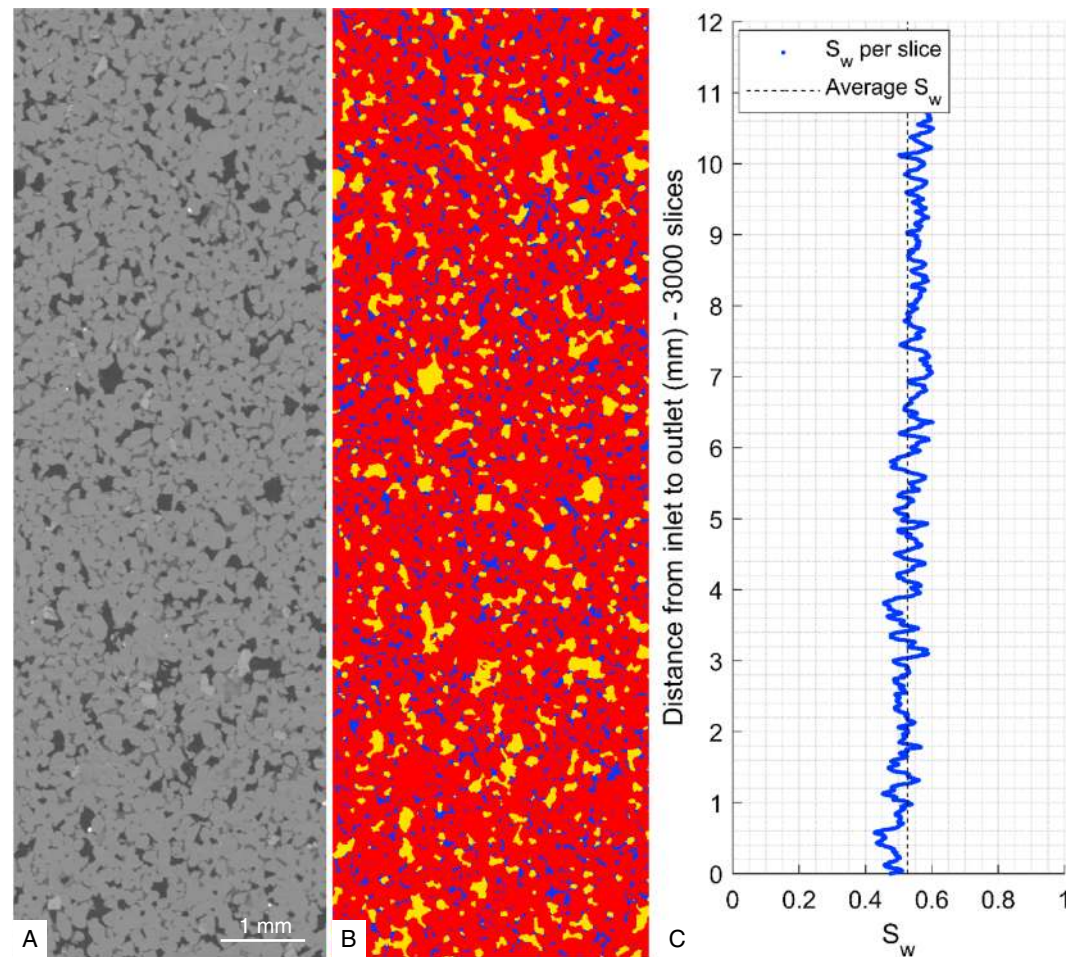 A
1 mm
B
C
Distance from inlet to outlet (mm) - 3000 slices
12
11
10
9
8
7
6
5
4
3
2
1
0
S_w per slice
Average S_w
0
0.2
0.4
0.6
0.8
1
S_w